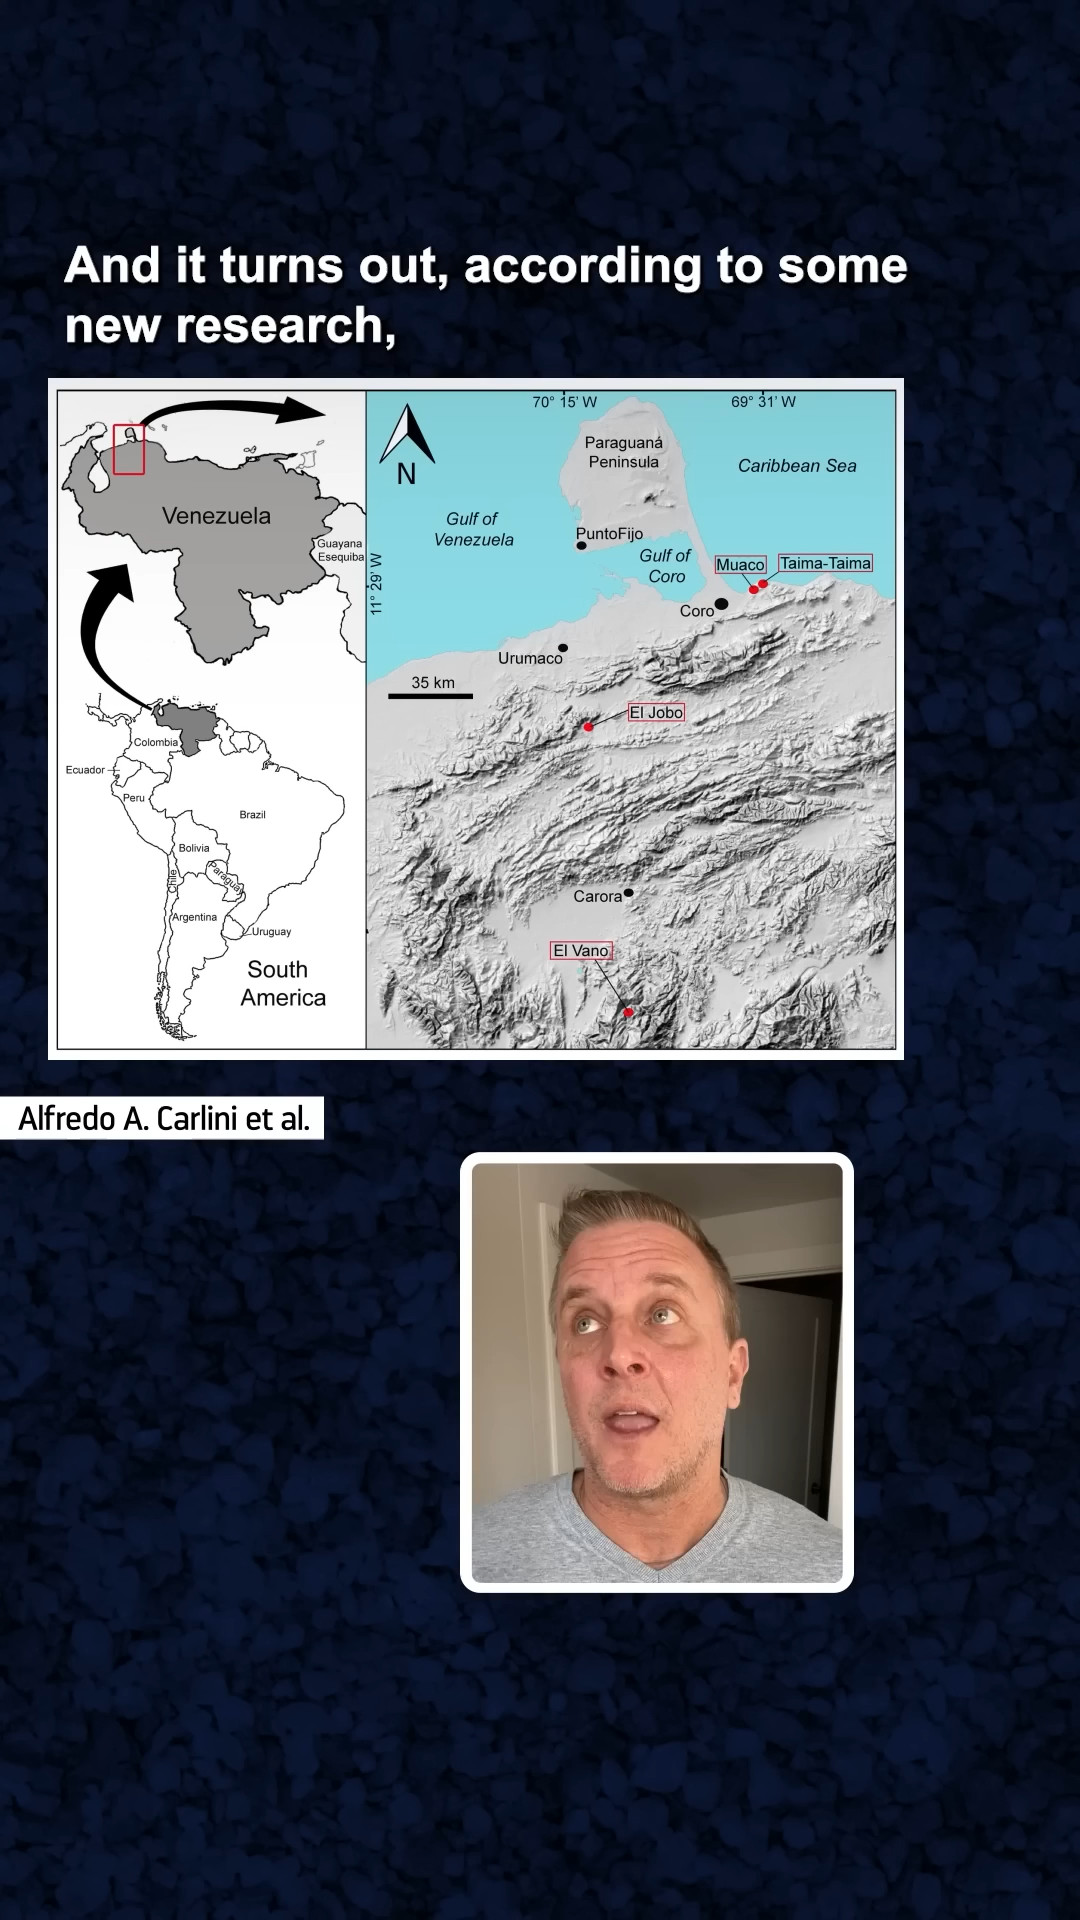 And it turns out, according to some
new research,
70° 15’ W
69° 31’ W
N
Paraguaná
Peninsula
Caribbean Sea
Gulf of
Venezuela
PuntoFijo
Gulf of
Coro
Muaco
Taima-Taima
Coro
11° 29’ W
Urumaco
35 km
El Jobo
Carora
El Vano
Venezuela
Guayana
Esequiba
Colombia
Ecuador
Peru
Brazil
Bolivia
Paraguay
Chile
Argentina
Uruguay
South
America
Alfredo A. Carlini et al.